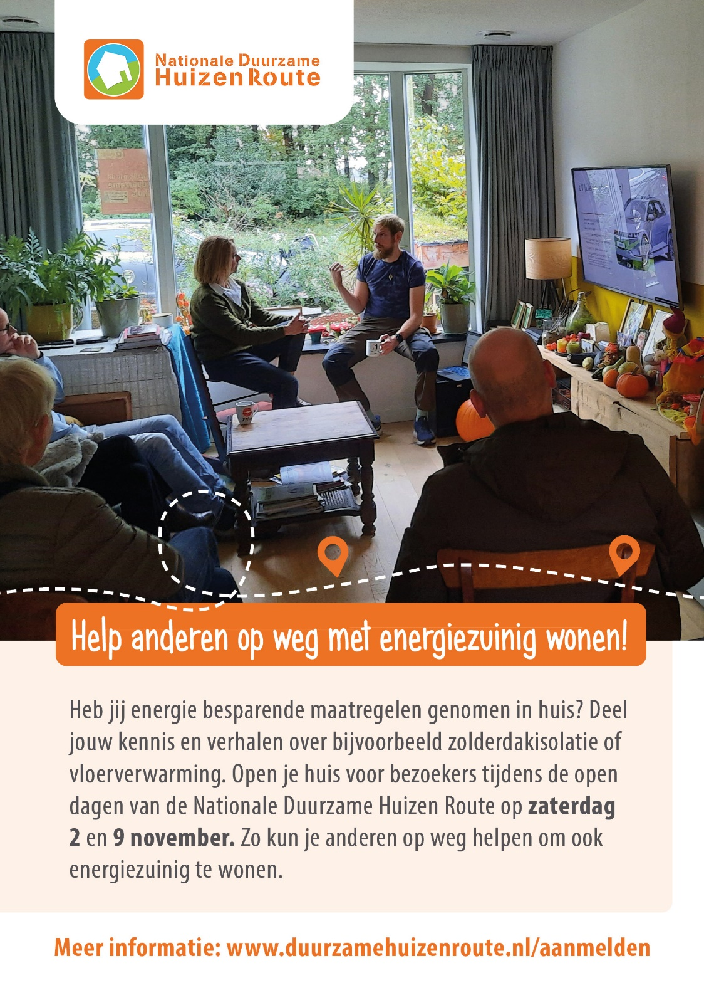 Nationale Duurzame
HuizenRoute
Help anderen op weg met energiezuinig wonen!
Heb jij energie besparende maatregelen genomen in huis? Deel
jouw kennis en verhalen over bijvoorbeeld zolderdakisolatie of
vloerverwarming. Open je huis voor bezoekers tijdens de open
dagen van de Nationale Duurzame Huizen Route op zaterdag
2 en 9 november. Zo kun je anderen op weg helpen om ook
energiezuinig te wonen.
Meer informatie: www.duurzamehuizenroute.nl/aanmelden